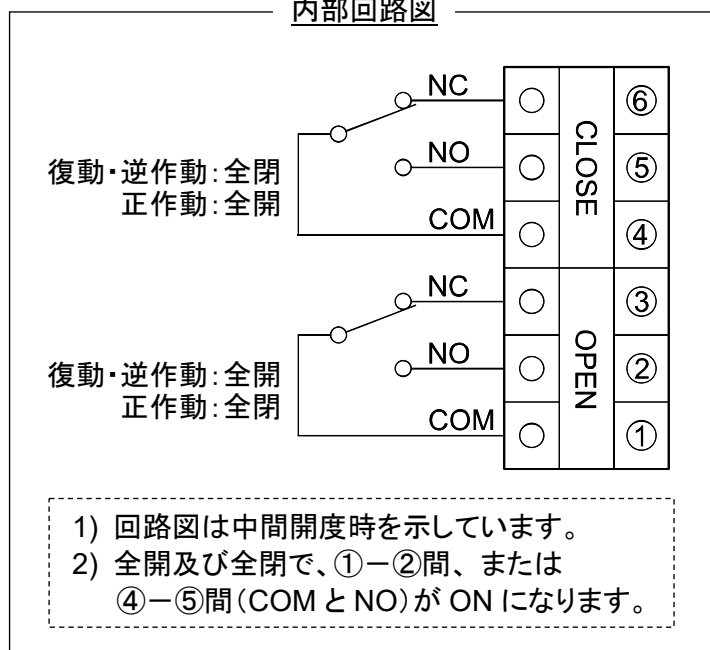 内部回路図
NC
⑥
NO
CLOSE
⑤
復動・逆作動:全閉
正作動:全開
COM
④
NC
③
NO
OPEN
②
復動・逆作動:全開
正作動:全閉
COM
①
1) 回路図は中間開度時を示しています。
2) 全開及び全閉で、①－②間、または
④－⑤間(COM と NO)が ON になります。